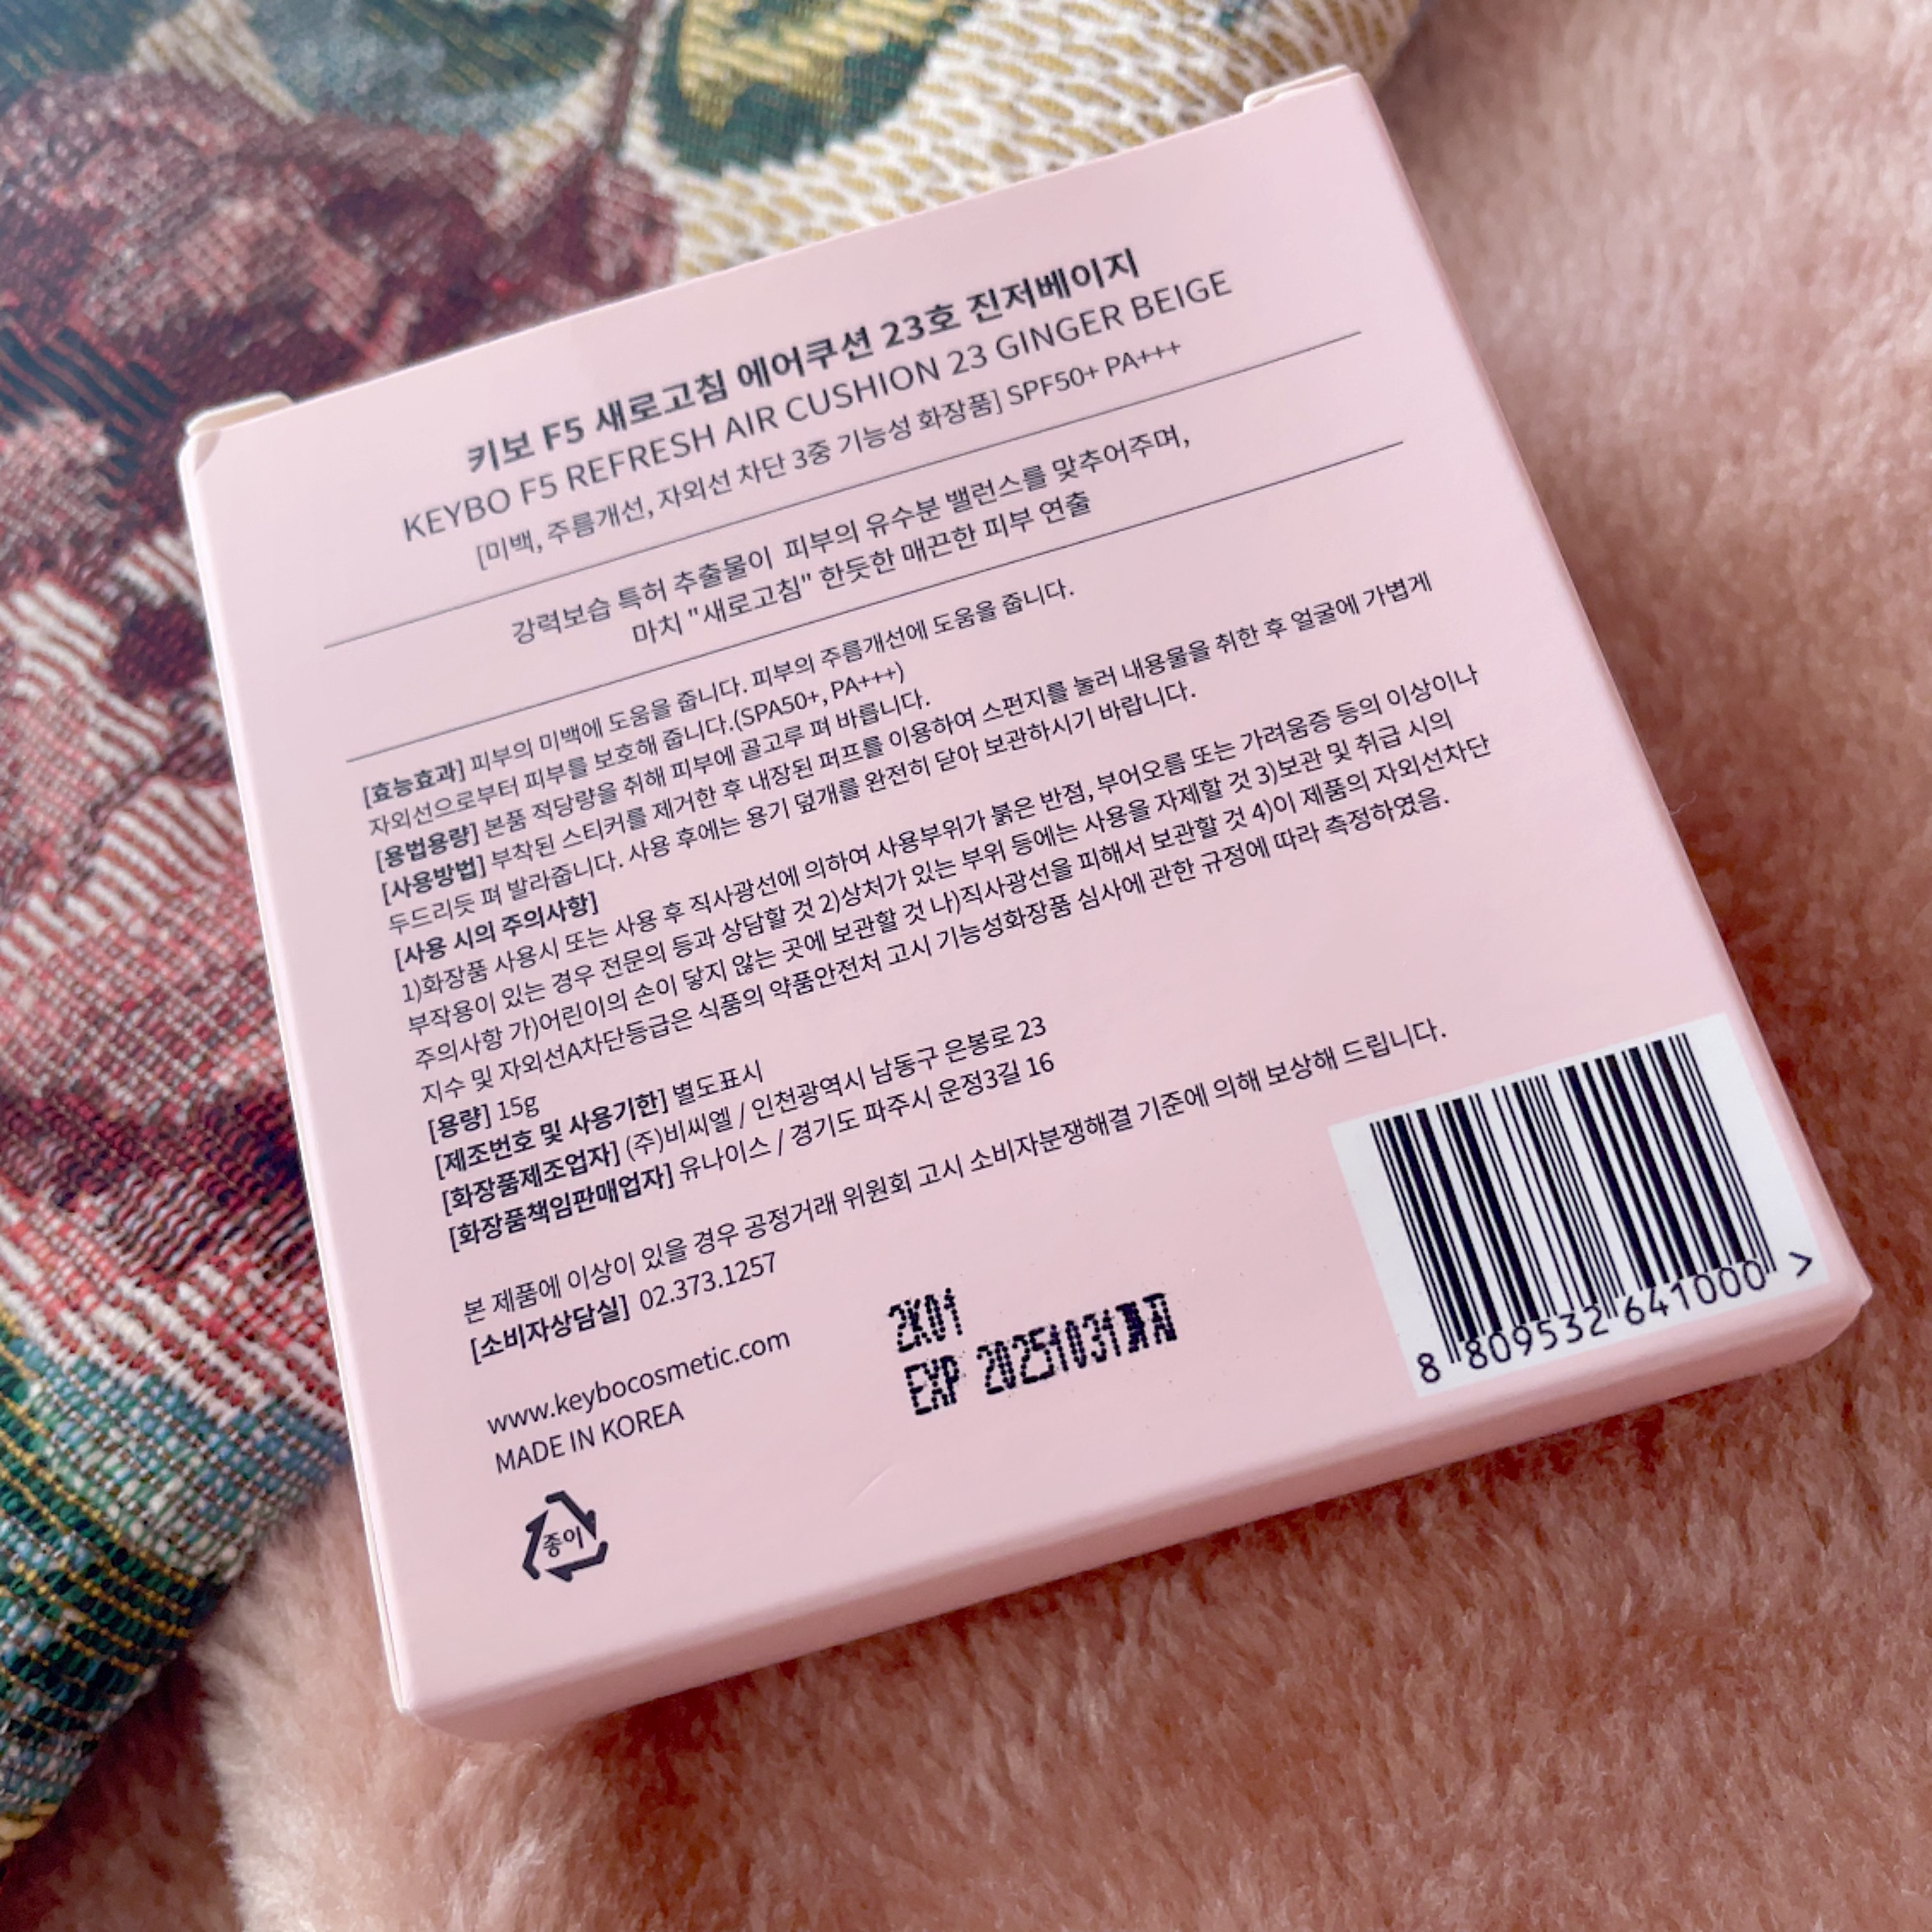 키보 F5 새로고침 에어쿠션 23호 진저베이지
KEYBO F5 REFRESH AIR CUSHION 23 GINGER BEIGE
[미백, 주름개선, 자외선 차단 3중 기능성 화장품] SPF50+ PA+++
강력보습 특허 추출물이 피부의 유수분 밸런스를 맞추어주며,
마치 "새로고침" 한듯한 매끈한 피부 연출
[효능효과] 피부의 미백에 도움을 줍니다. 피부의 주름개선에 도움을 줍니다.
자외선으로부터 피부를 보호해 줍니다.(SPA50+, PA+++)
[용법용량] 본품 적당량을 취해 피부에 골고루 펴 바릅니다.
[사용방법] 부착된 스티커를 제거한 후 내장된 퍼프를 이용하여 스펀지를 눌러 내용물을 취한 후 얼굴에 가볍게
두드리듯 펴 발라줍니다. 사용 후에는 용기 덮개를 완전히 닫아 보관하시기 바랍니다.
[사용 시의 주의사항]
1)화장품 사용시 또는 사용 후 직사광선에 의하여 사용부위가 붉은 반점, 부어오름 또는 가려움증 등의 이상이나
부작용이 있는 경우 전문의 등과 상담할 것 2)상처가 있는 부위 등에는 사용을 자제할 것 3)보관 및 취급 시의
주의사항 가)어린이의 손이 닿지 않는 곳에 보관할 것 나)직사광선을 피해서 보관할 것 4)이 제품의 자외선차단
지수 및 자외선A차단등급은 식품의 약품안전처 고시 기능성화장품 심사에 관한 규정에 따라 측정하였음.
[용량] 15g
[제조번호 및 사용기한] 별도표시
[화장품제조업자] (주)비씨엘 / 인천광역시 남동구 은봉로 23
[화장품책임판매업자] 유나이스 / 경기도 파주시 운정3길 16
본 제품에 이상이 있을 경우 공정거래 위원회 고시 소비자분쟁해결 기준에 의해 보상해 드립니다.
[소비자상담실] 02.373.1257
www.keybocosmetic.com
MADE IN KOREA
2K01
EXP 20251031까지
종이
8 809532 641000 >